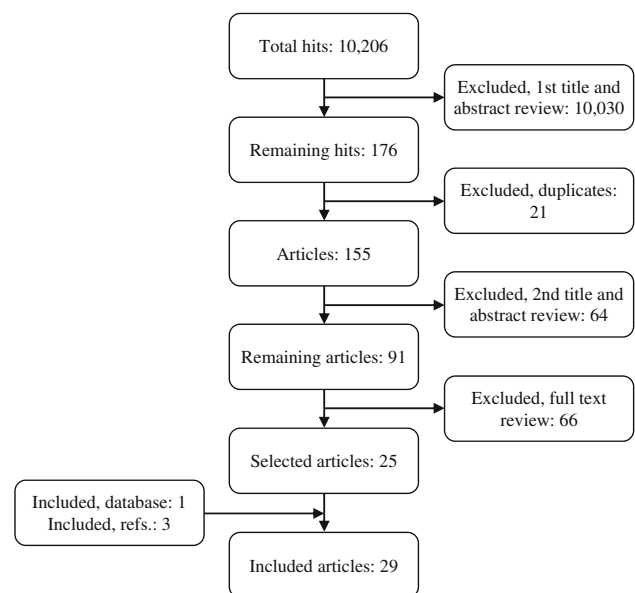 Total hits: 10,206
Excluded, 1st title and
abstract review: 10,030
Remaining hits: 176
Excluded, duplicates:
21
Articles: 155
Excluded, 2nd title and
abstract review: 64
Remaining articles: 91
Excluded, full text
review: 66
Selected articles: 25
Included, database: 1
Included, refs.: 3
Included articles: 29